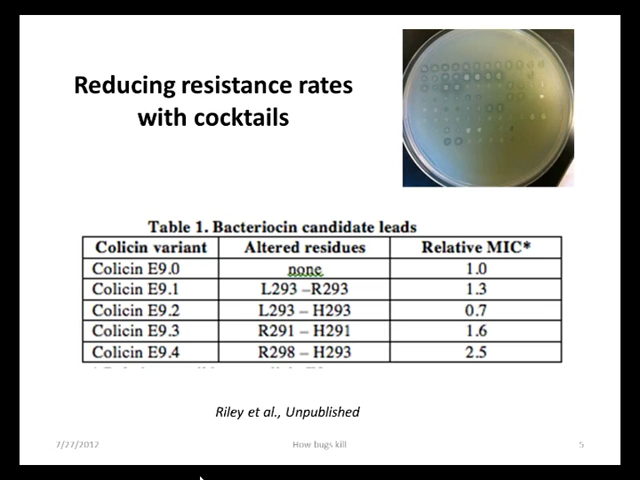 Reducing resistance rates
with cocktails
Table 1. Bacteriocin candidate leads
Colicin variant Altered residues Relative MIC*
Colicin E9.0 none 1.0
Colicin E9.1 L293 –R293 1.3
Colicin E9.2 L293 – H293 0.7
Colicin E9.3 R291 – H291 1.6
Colicin E9.4 R298 – H293 2.5
Riley et al., Unpublished
7/27/2012 How bugs kill 5